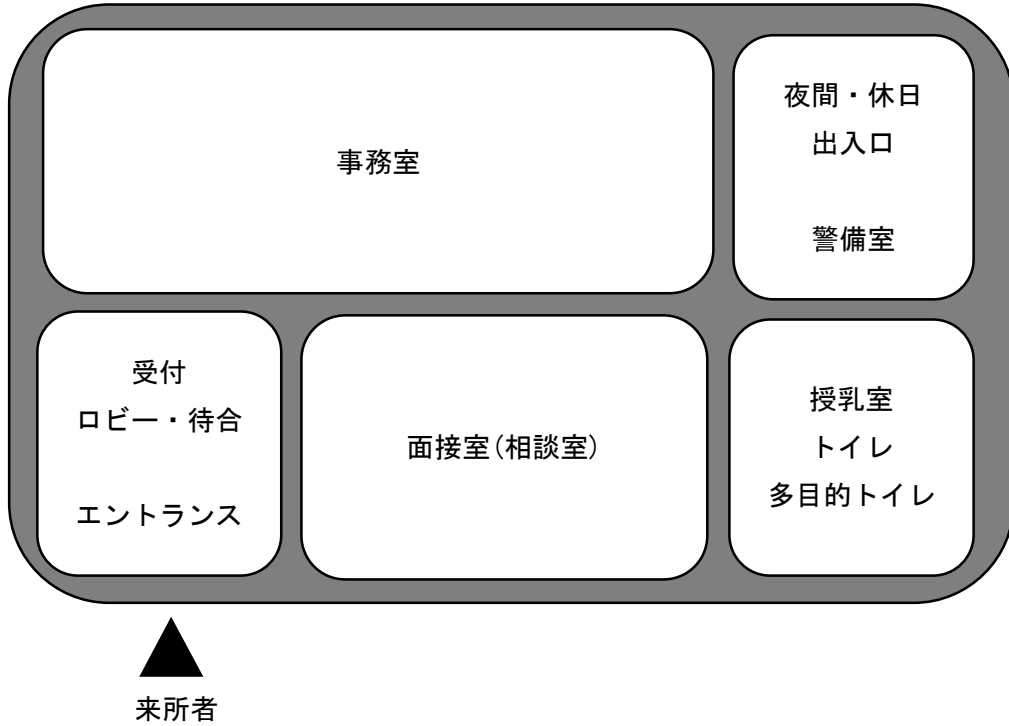 事務室
夜間・休日
出入口
警備室
受付
ロビー・待合
エントランス
面接室(相談室)
授乳室
トイレ
多目的トイレ
来所者